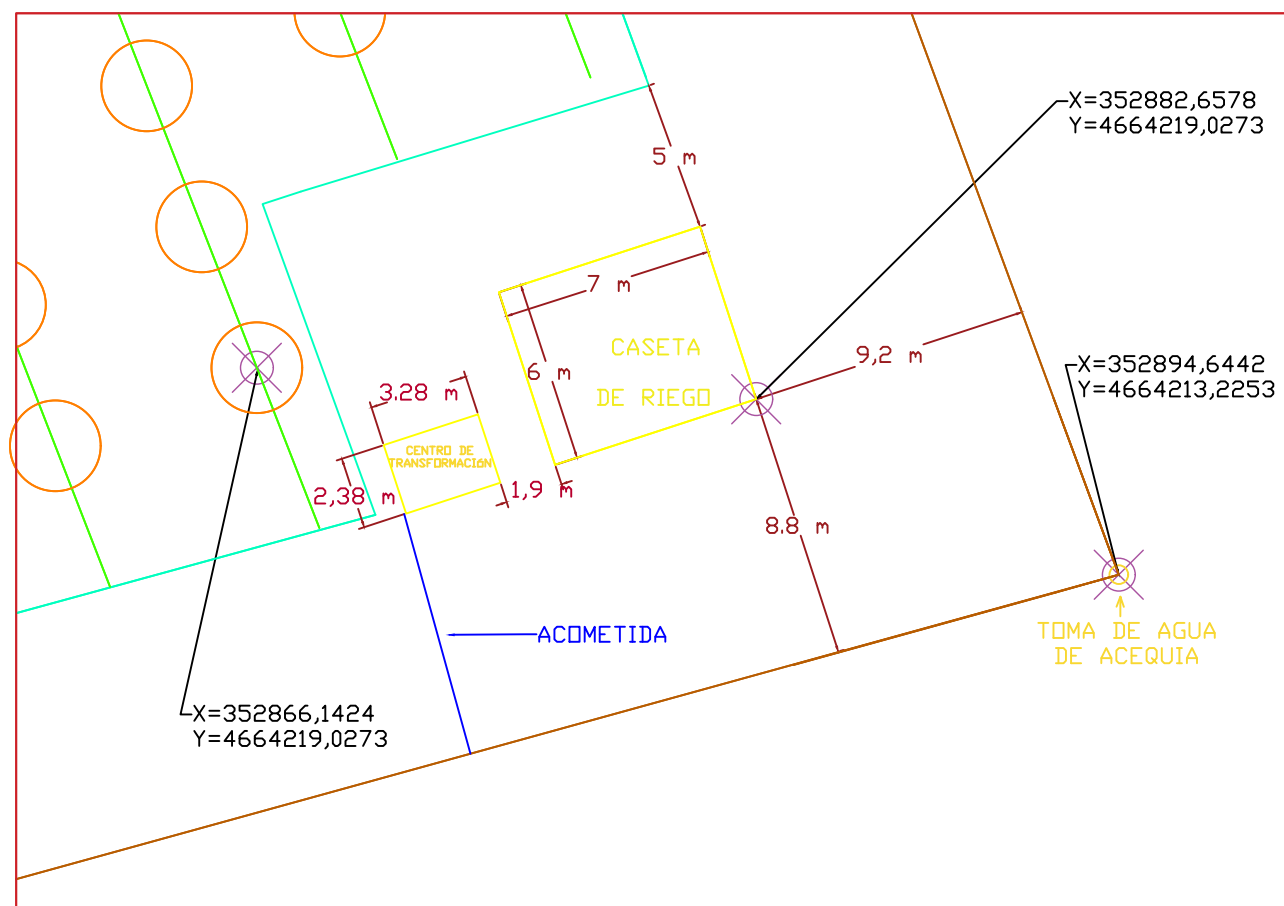 X=352882,6578
Y=4664219,0273
5 m
7 m
CASETA
DE RIEGO
6 m
9,2 m
X=352894,6442
Y=4664213,2253
3.28 m
CENTRO DE
TRANSFORMACIóN
2,38 m
1,9 m
8.8 m
TOMA DE AGUA
DE ACEQUIA
ACOMETIDA
X=352866,1424
Y=4664219,0273